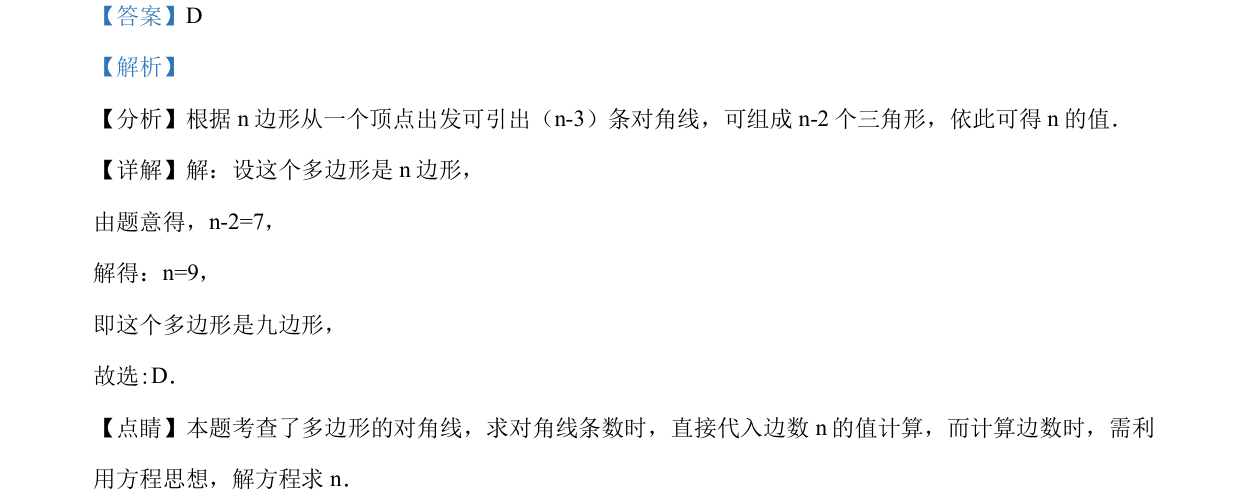 【答案】D
【解析】
【分析】根据 n 边形从一个顶点出发可引出（n-3）条对角线，可组成 n-2 个三角形，依此可得 n 的值．
【详解】解：设这个多边形是 n 边形，
由题意得，n-2=7，
解得：n=9，
即这个多边形是九边形，
故选:D．
【点睛】本题考查了多边形的对角线，求对角线条数时，直接代入边数 n 的值计算，而计算边数时，需利
用方程思想，解方程求 n．